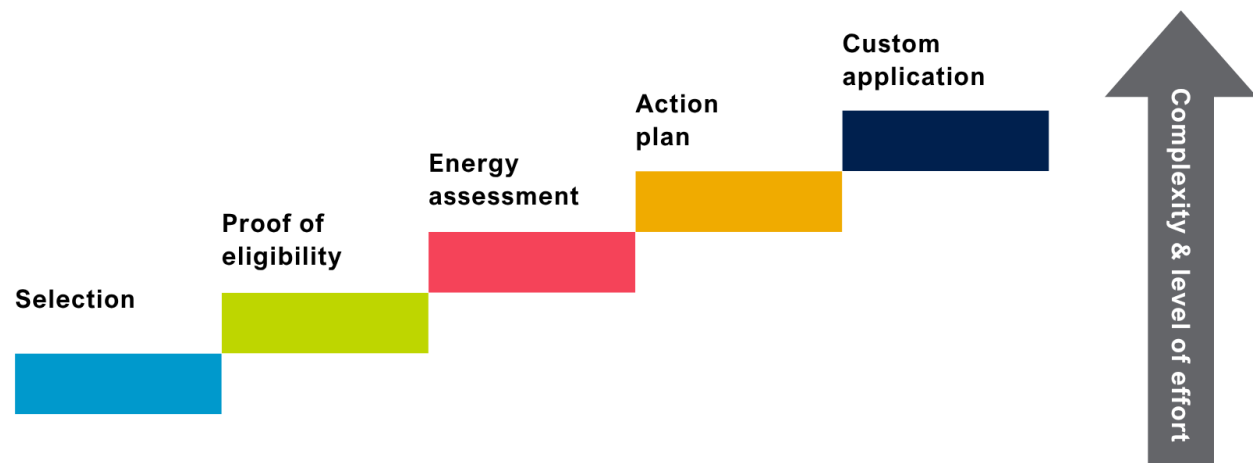 Custom
application
Action
plan
Energy
assessment
Proof of
eligibility
Selection
Complexity & level of effort